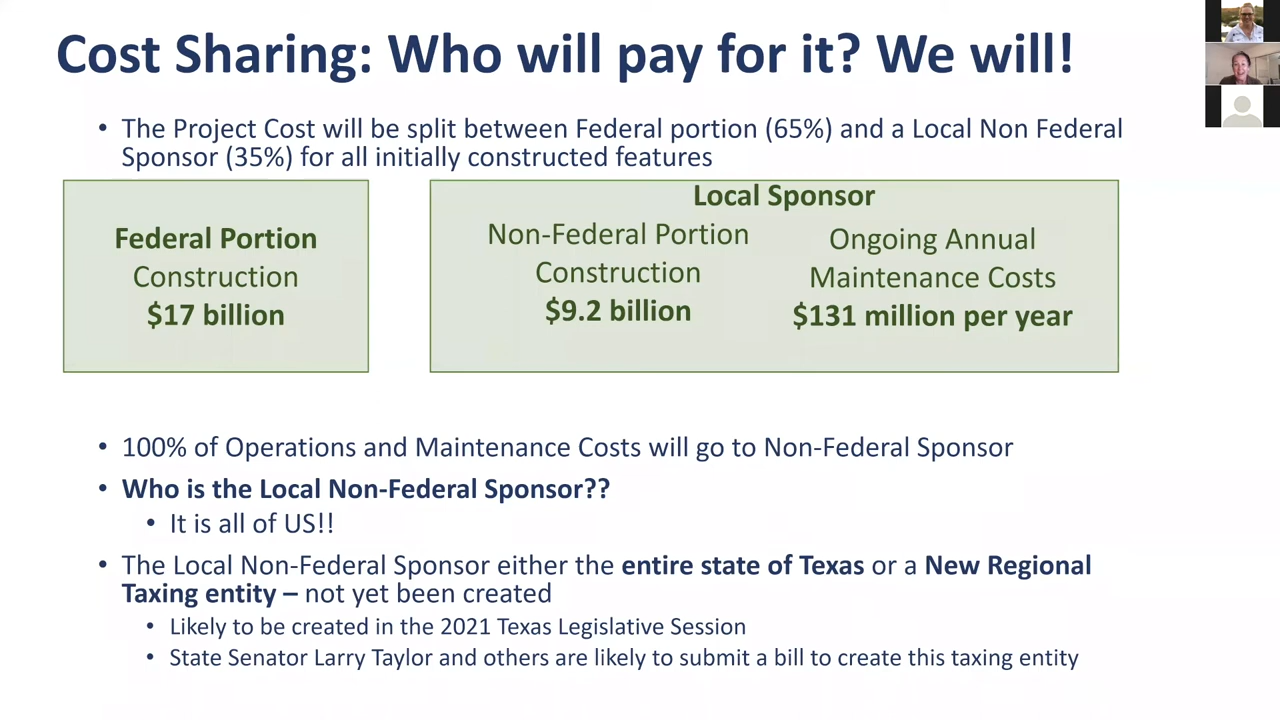 Cost Sharing: Who will pay for it? We will!
• The Project Cost will be split between Federal portion (65%) and a Local Non Federal
Sponsor (35%) for all initially constructed features
Federal Portion
Construction
$17 billion
Local Sponsor
Non-Federal Portion
Construction
$9.2 billion
Ongoing Annual
Maintenance Costs
$131 million per year
• 100% of Operations and Maintenance Costs will go to Non-Federal Sponsor
• Who is the Local Non-Federal Sponsor??
• It is all of US!!
• The Local Non-Federal Sponsor either the entire state of Texas or a New Regional
Taxing entity – not yet been created
• Likely to be created in the 2021 Texas Legislative Session
• State Senator Larry Taylor and others are likely to submit a bill to create this taxing entity